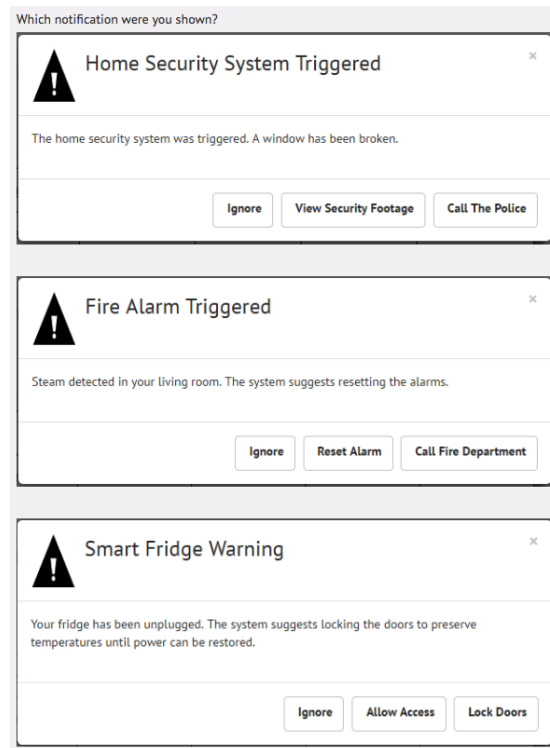 Which notification were you shown?
Home Security System Triggered
×
The home security system was triggered. A window has been broken.
Ignore View Security Footage Call The Police
Fire Alarm Triggered
×
Steam detected in your living room. The system suggests resetting the alarms.
Ignore Reset Alarm Call Fire Department
Smart Fridge Warning
×
Your fridge has been unplugged. The system suggests locking the doors to preserve
temperatures until power can be restored.
Ignore Allow Access Lock Doors